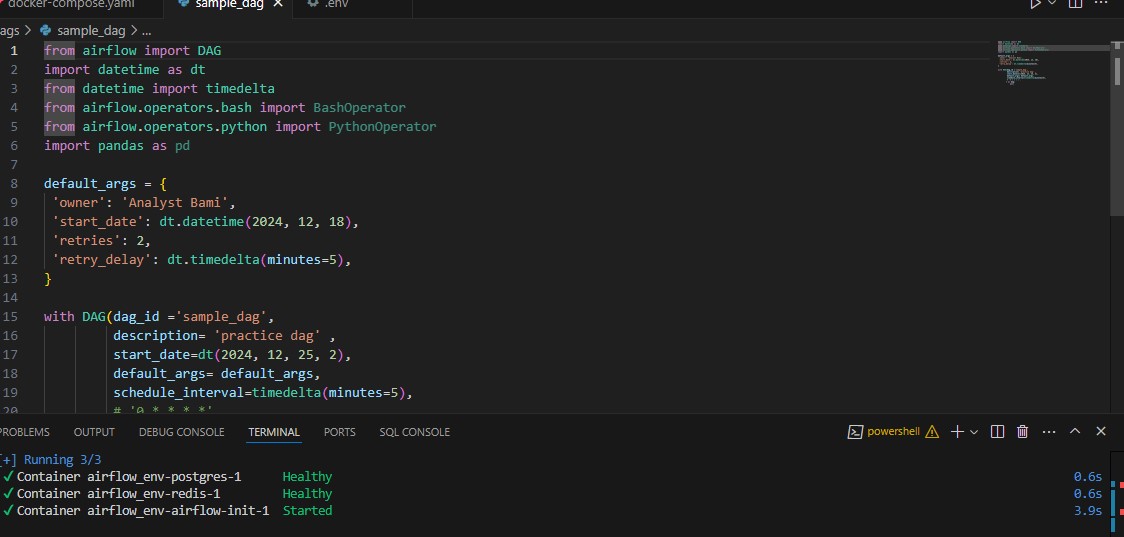 docker-compose.yaml
sample_dag
.env
ags > sample_dag > ...
1 from airflow import DAG
2 import datetime as dt
3 from datetime import timedelta
4 from airflow.operators.bash import BashOperator
5 from airflow.operators.python import PythonOperator
6 import pandas as pd
7
8 default_args = {
9 'owner': 'Analyst Bami',
10 'start_date': dt.datetime(2024, 12, 18),
11 'retries': 2,
12 'retry_delay': dt.timedelta(minutes=5),
13 }
14
15 with DAG(dag_id ='sample_dag',
16 description= 'practice dag' ,
17 start_date=dt(2024, 12, 25, 2),
18 default_args= default_args,
19 schedule_interval=timedelta(minutes=5),
20 # '0 * * * *'
ROBLEMS OUTPUT DEBUG CONSOLE TERMINAL PORTS SQL CONSOLE powershell
[+] Running 3/3
✓ Container airflow_env-postgres-1 Healthy 0.6s
✓ Container airflow_env-redis-1 Healthy 0.6s
✓ Container airflow_env-airflow-init-1 Started 3.9s